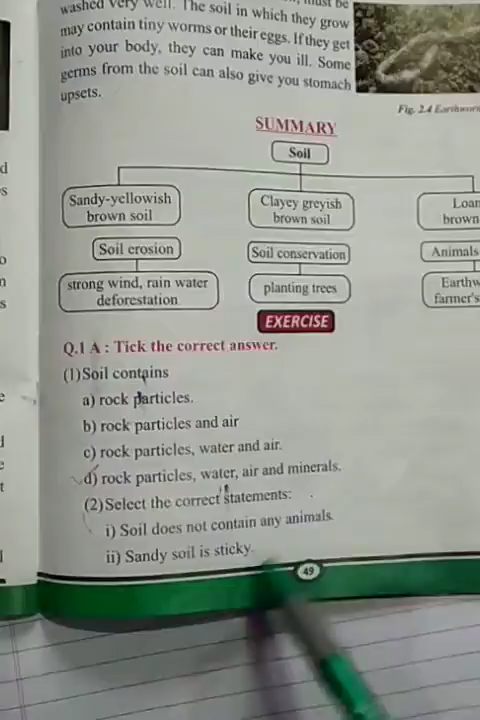 washed very well. The soil in which they grow
may contain tiny worms or their eggs. If they get
into your body, they can make you ill. Some
germs from the soil can also give you stomach
upsets.
Fig. 2.4 Earthworm
SUMMARY
Soil
Sandy-yellowish
brown soil
Clayey greyish
brown soil
brown
Soil erosion
Soil conservation
Animals
strong wind, rain water
deforestation
planting trees
Earthw
farmer's
EXERCISE
Q.1 A : Tick the correct answer.
(1) Soil contains
a) rock particles.
b) rock particles and air
c) rock particles, water and air.
d) rock particles, water, air and minerals.
(2) Select the correct statements:
i) Soil does not contain any animals.
ii) Sandy soil is sticky.
49